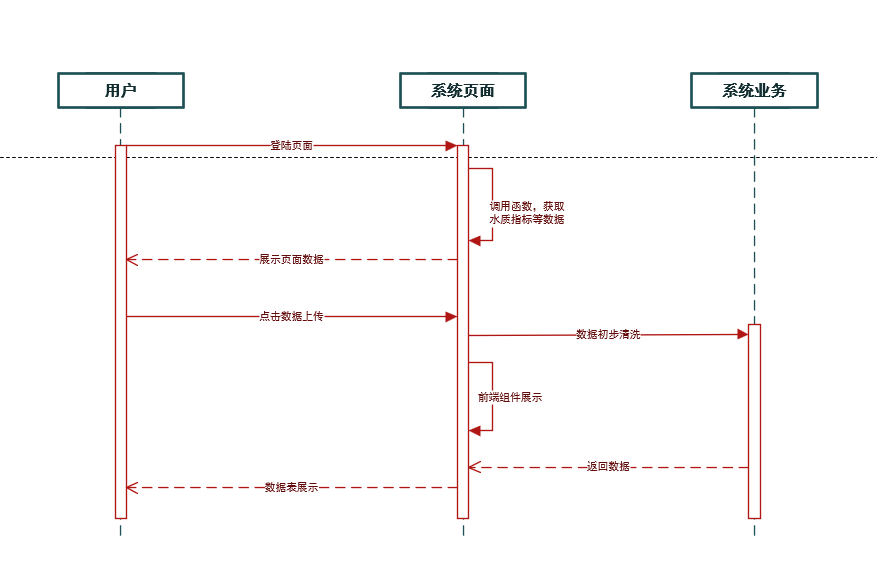 用户
系统页面
系统业务
登陆页面
调用函数，获取
水质指标等数据
展示页面数据
点击数据上传
数据初步清洗
前端组件展示
返回数据
数据表展示